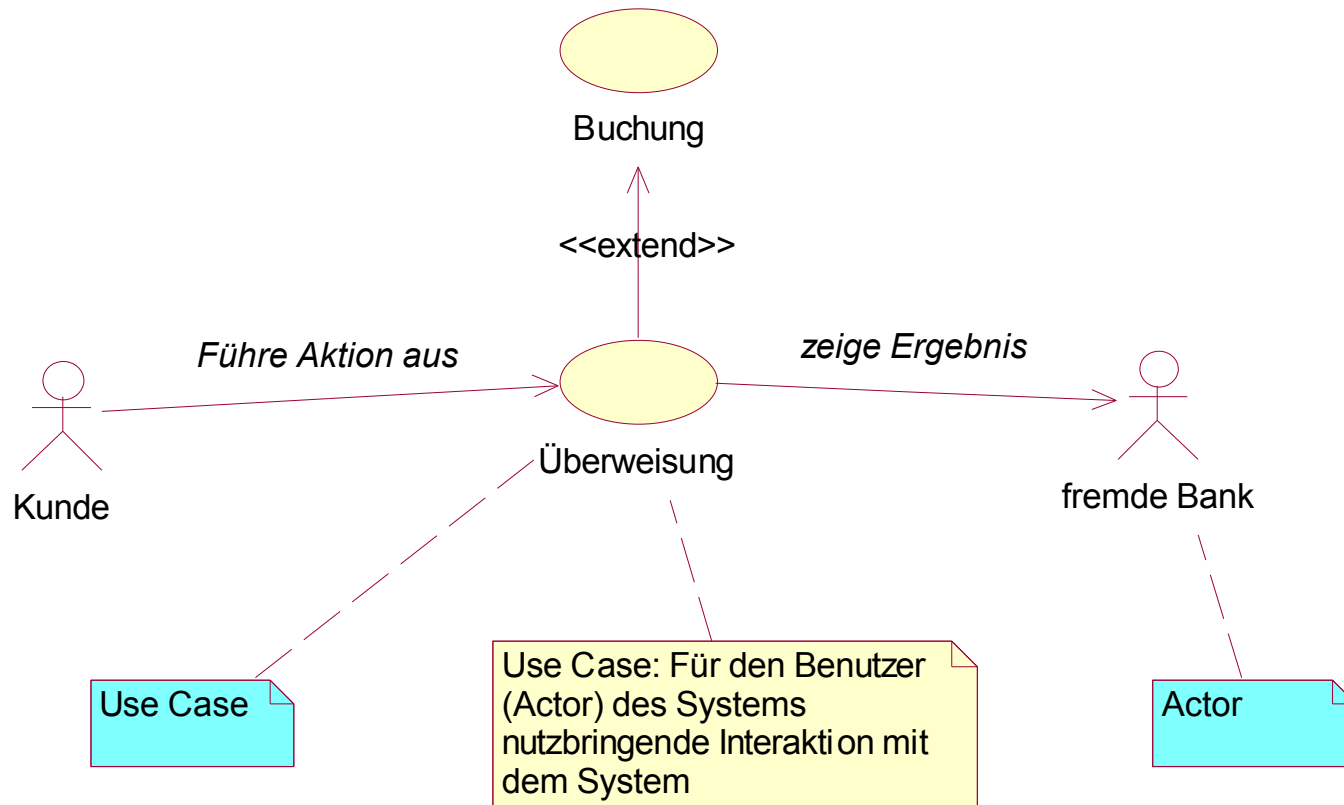 Buchung
<<extend>>
Führe Aktion aus
zeige Ergebnis
Überweisung
Kunde
fremde Bank
Use Case
Use Case: Für den Benutzer
(Actor) des Systems
nutzbringende Interaktion mit
dem System
Actor